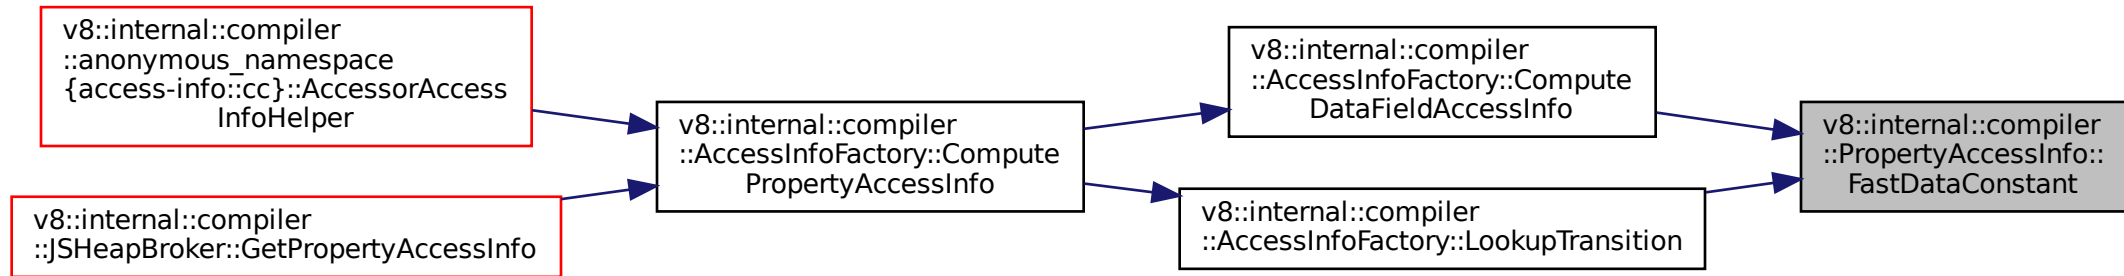 v8::internal::compiler
::anonymous_namespace
{access-info::cc}::AccessorAccess
InfoHelper
v8::internal::compiler
::JSHeapBroker::GetPropertyAccessInfo
v8::internal::compiler
::AccessInfoFactory::Compute
PropertyAccessInfo
v8::internal::compiler
::AccessInfoFactory::Compute
DataFieldAccessInfo
v8::internal::compiler
::AccessInfoFactory::LookupTransition
v8::internal::compiler
::PropertyAccessInfo::
FastDataConstant